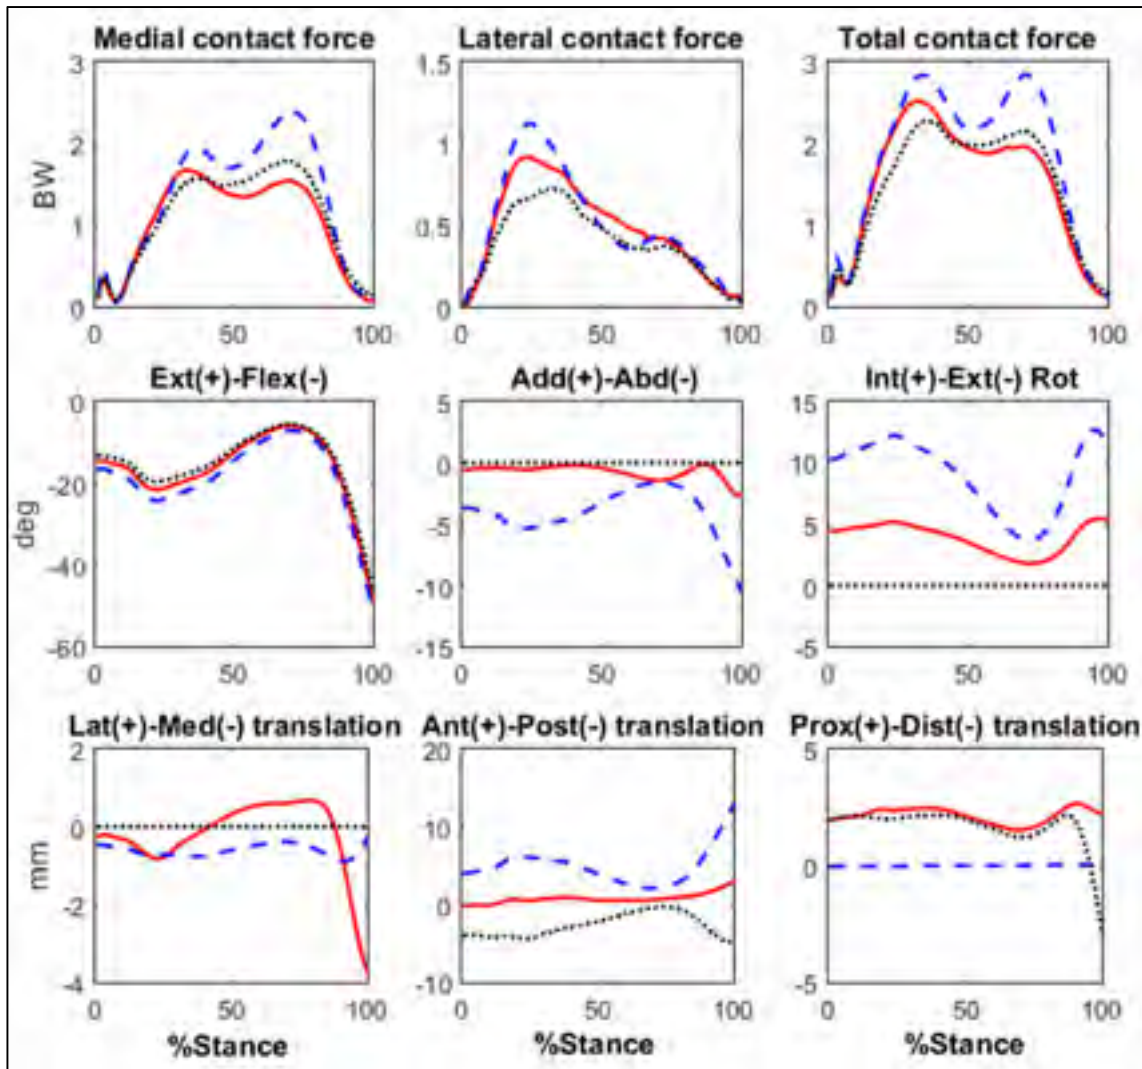 Medial contact force Lateral contact force Total contact force
3 1.5 3
2 1 2
BW
1 0.5 1
0 0 0
0 50 100 0 50 100 0 50 100
Ext(+)-Flex(-) Add(+)-Abd(-) Int(+)-Ext(-) Rot
0 5 15
-20 0 10
deg
-40 -5 5
-10 0
-60 -15 -5
0 50 100 0 50 100 0 50 100
Lat(+)-Med(-) translation Ant(+)-Post(-) translation Prox(+)-Dist(-) translation
2 20 5
0 10
mm
-2 0 0
-4 -10 -5
0 50 100 0 50 100 0 50 100
%Stance %Stance %Stance